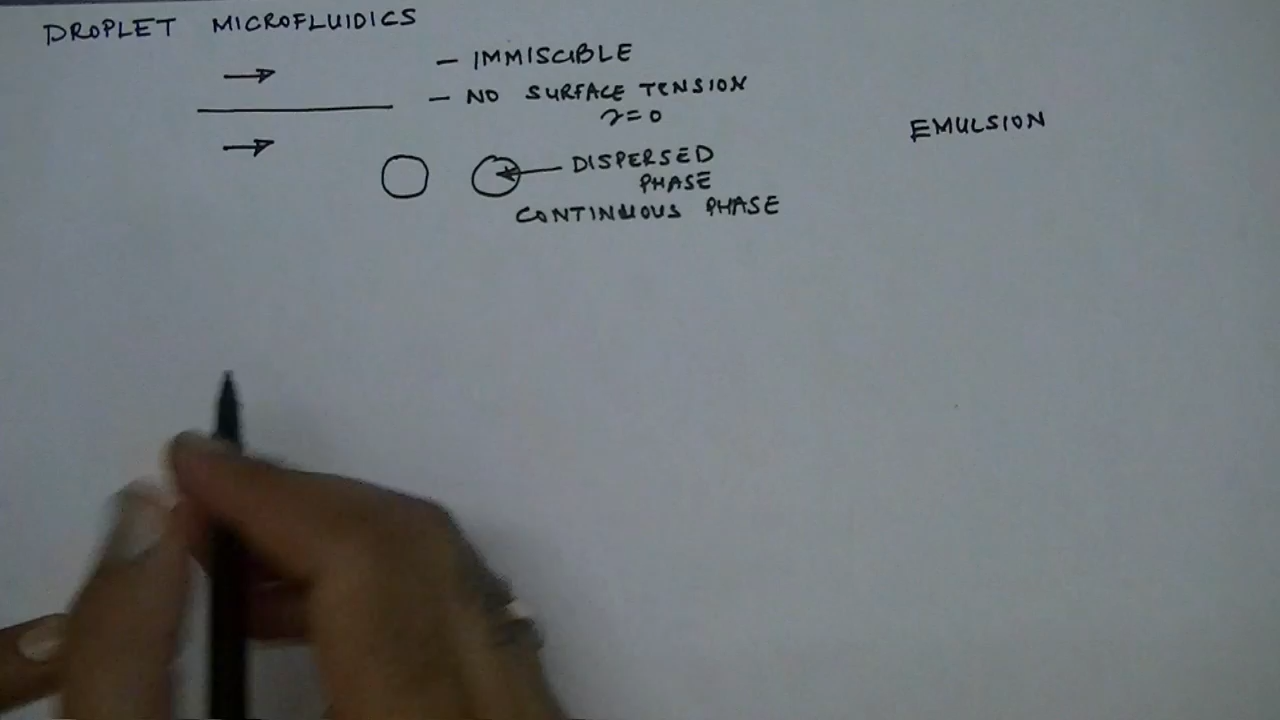 DROPLET MICROFLUIDICS
- IMMISCIBLE
- NO SURFACE TENSION
γ=0
EMULSION
DISPERSED
PHASE
CONTINUOUS PHASE